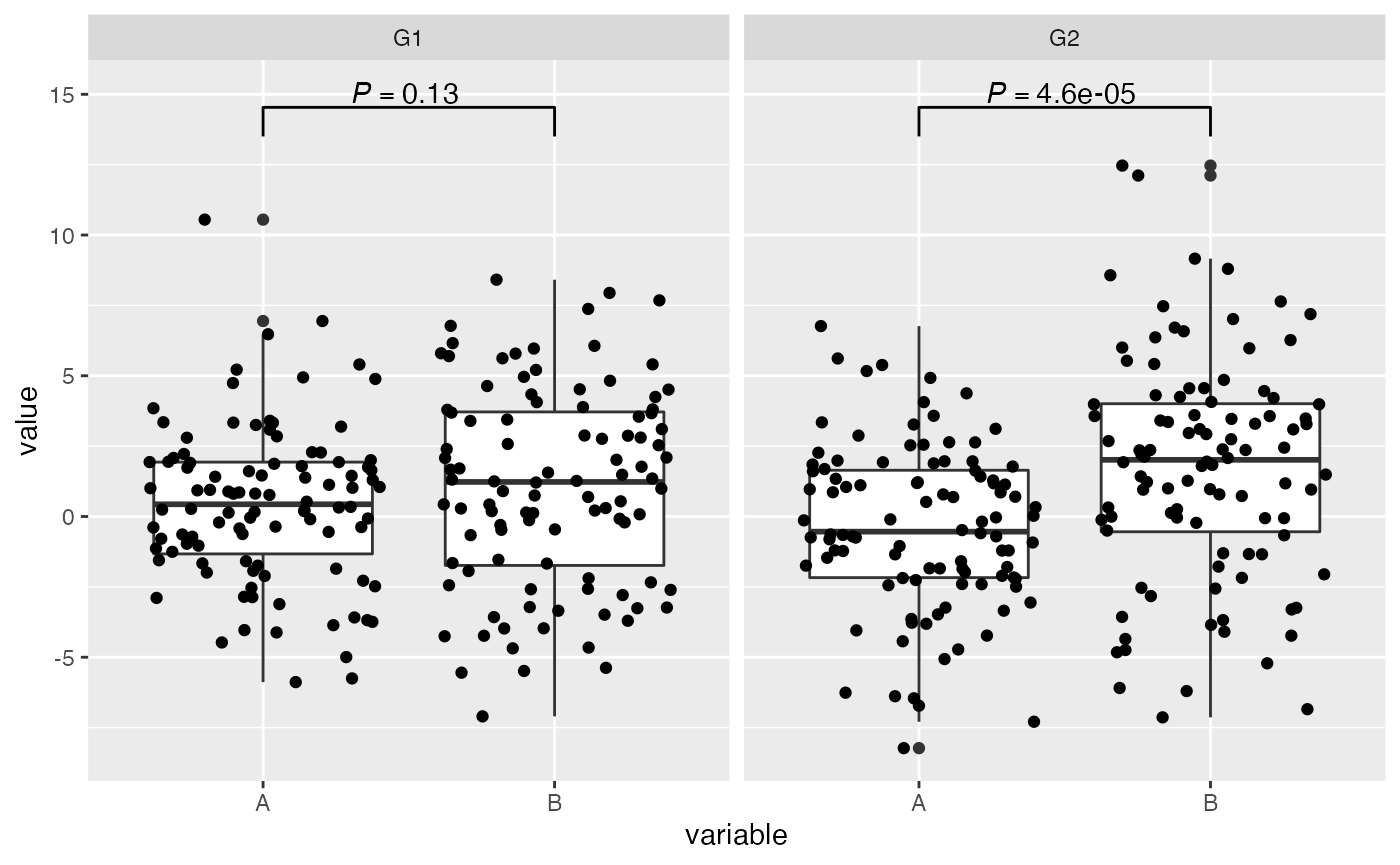 G1
G2
P = 0.13
P = 4.6e-05
15
10
5
0
-5
value
A
B
A
B
variable